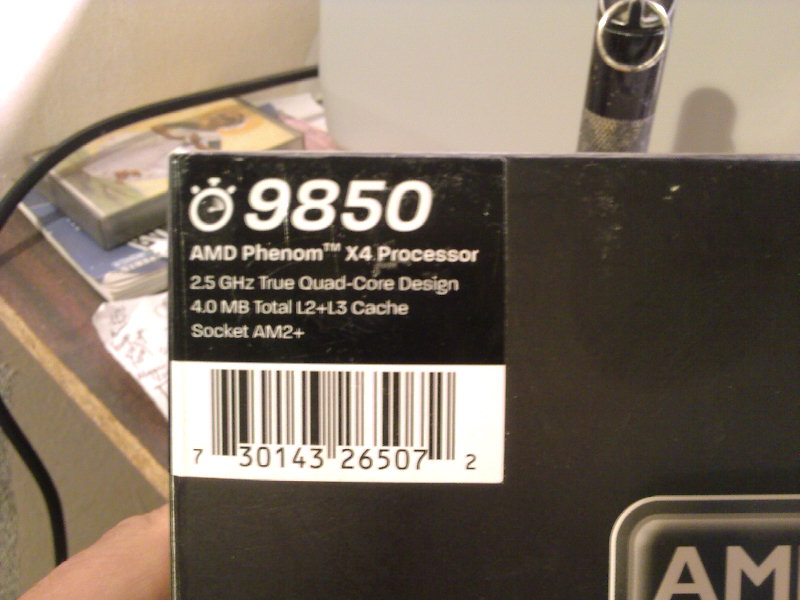 9850
AMD Phenom™ X4 Processor
2.5 GHz True Quad-Core Design
4.0 MB Total L2+L3 Cache
Socket AM2+
7 30143 26507 2
AM